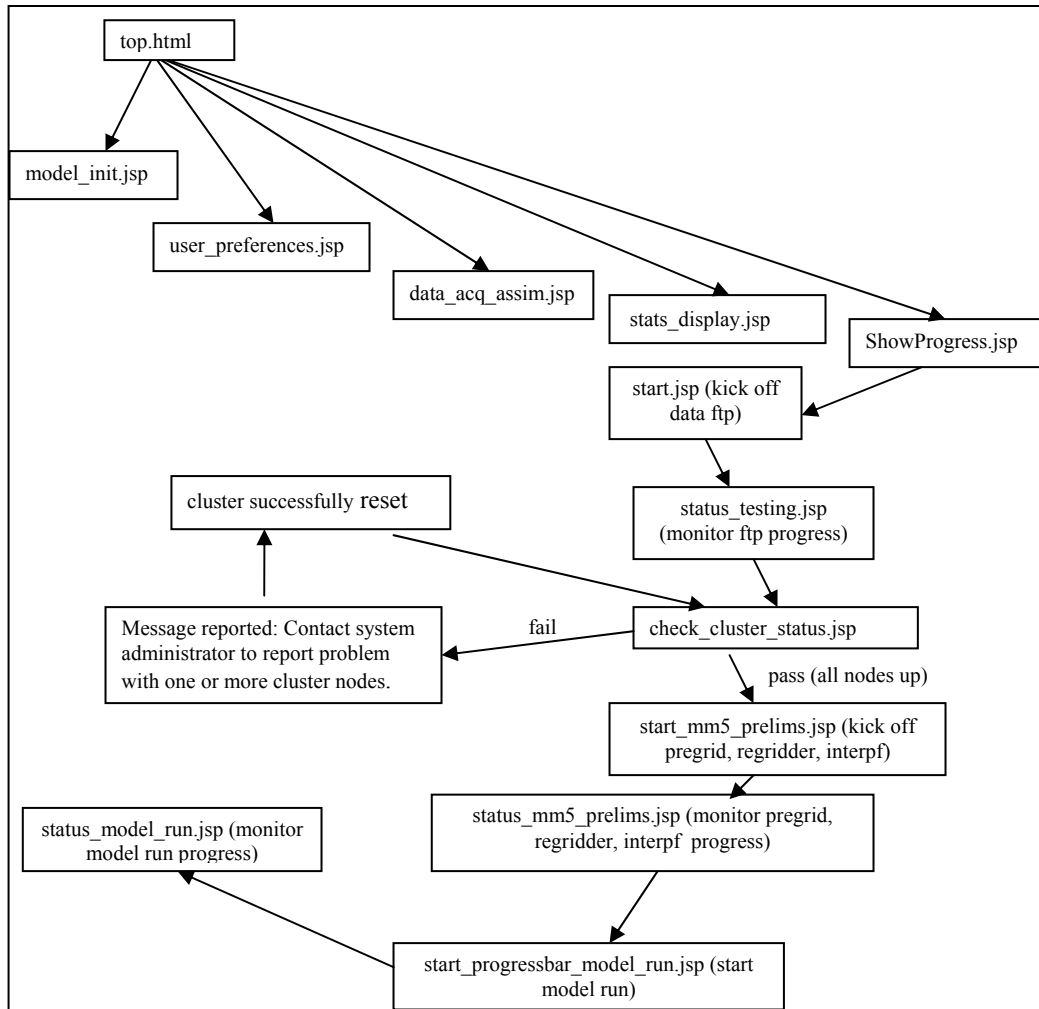 top.html
model_init.jsp
user_preferences.jsp
data_acq_assim.jsp
stats_display.jsp
ShowProgress.jsp
start.jsp (kick off
data ftp)
cluster successfully reset
status_testing.jsp
(monitor ftp progress)
Message reported: Contact system
administrator to report problem
with one or more cluster nodes.
fail
check_cluster_status.jsp
pass (all nodes up)
start_mm5_prelims.jsp (kick off
pregrid, regridder, interpf)
status_mm5_prelims.jsp (monitor pregrid,
regridder, interpf progress)
status_model_run.jsp (monitor
model run progress)
start_progressbar_model_run.jsp (start
model run)